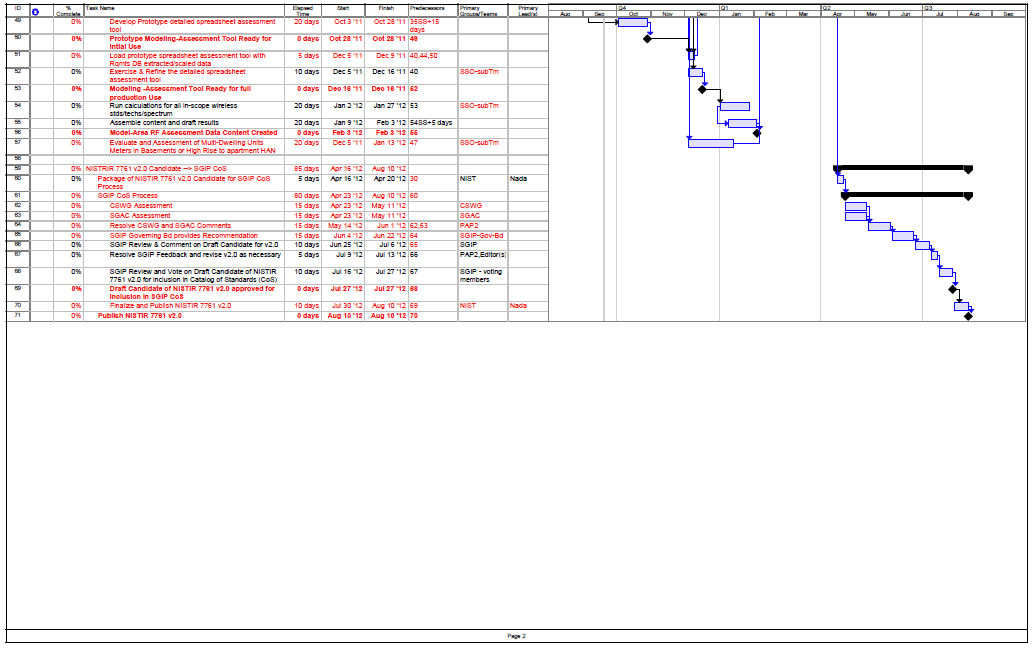 ID % Complete Task Name Elapsed Time Start Finish Predecessors Primary Groups/Teams Primary Lead(s) Q4 Q1 Q2 Q3
Aug Sep Oct Nov Dec Jan Feb Mar Apr May Jun Jul Aug Sep
49 0% Develop Prototype detailed spreadsheet assessment tool 20 days Oct 3 '11 Oct 28 '11 35SS+15 days
50 0% Prototype Modeling-Assessment Tool Ready for Intial Use 0 days Oct 28 '11 Oct 28 '11 49
51 0% Load prototype spreadsheet assessment tool with Rqmts DB extracted/scaled data 5 days Dec 5 '11 Dec 9 '11 40,44,50
52 0% Exercise & Refine the detailed spreadsheet assessment tool 10 days Dec 5 '11 Dec 16 '11 40 SSO-subTm
53 0% Modeling -Assessment Tool Ready for full production Use 0 days Dec 16 '11 Dec 16 '11 52
54 0% Run calculations for all in-scope wireless stds/techs/spectrum 20 days Jan 2 '12 Jan 27 '12 53 SSO-subTm
55 0% Assemble content and draft results 20 days Jan 9 '12 Feb 3 '12 54SS+5 days
56 0% Model-Area RF Assessment Data Content Created 0 days Feb 3 '12 Feb 3 '12 55
57 0% Evaluate and Assessment of Multi-Dwelling Units Meters in Basements or High Rise to apartment HAN 20 days Dec 5 '11 Jan 13 '12 47 SSO-subTm
58
59 0% NISTRIR 7761 v2.0 Candidate --> SGIP CoS 85 days Apr 16 '12 Aug 10 '12
60 0% Package of NISTIR 7761 v2.0 Candidate for SGIP CoS Process 5 days Apr 16 '12 Apr 20 '12 30 NIST Nada
61 0% SGIP CoS Process 80 days Apr 23 '12 Aug 10 '12 60
62 0% CSWG Assessment 15 days Apr 23 '12 May 11 '12 CSWG
63 0% SGAC Assessment 15 days Apr 23 '12 May 11 '12 SGAC
64 0% Resolve CSWG and SGAC Comments 15 days May 14 '12 Jun 1 '12 62,63 PAP2
65 0% SGIP Governing Bd provides Recommendation 15 days Jun 4 '12 Jun 22 '12 64 SGIP-Gov-Bd
66 0% SGIP Review & Comment on Draft Candidate for v2.0 10 days Jun 25 '12 Jul 6 '12 65 SGIP
67 0% Resolve SGIP Feedback and revise v2.0 as necessary 5 days Jul 9 '12 Jul 13 '12 66 PAP2,Editor(s)
68 0% SGIP Review and Vote on Draft Candidate of NISTIR 7761 v2.0 for inclusion in Catalog of Standards (CoS) 10 days Jul 16 '12 Jul 27 '12 67 SGIP - voting members
69 0% Draft Candidate of NISTIR 7761 v2.0 approved for inclusion in SGIP CoS 0 days Jul 27 '12 Jul 27 '12 68
70 0% Finalize and Publish NISTIR 7761 v2.0 10 days Jul 30 '12 Aug 10 '12 69 NIST Nada
71 0% Publish NISTIR 7761 v2.0 0 days Aug 10 '12 Aug 10 '12 70
Page 2